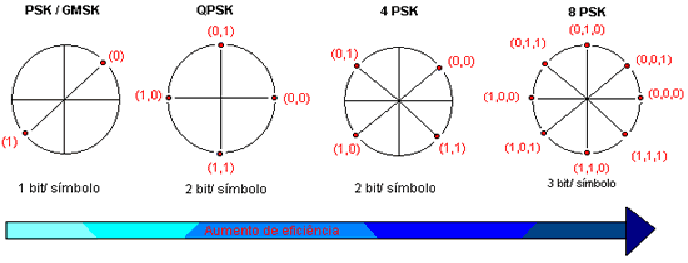 PSK / GMSK
(0)
(1)
1 bit/ símbolo
QPSK
(0,1)
(1,0)
(0,0)
(1,1)
2 bit/ símbolo
4 PSK
(0,1)
(0,0)
(1,0)
(1,1)
2 bit/ símbolo
8 PSK
(0,1,0)
(0,1,1)
(0,0,1)
(1,0,0)
(0,0,0)
(1,0,1)
(1,1,1)
(1,1,0)
3 bit/ símbolo
Aumento de eficiência